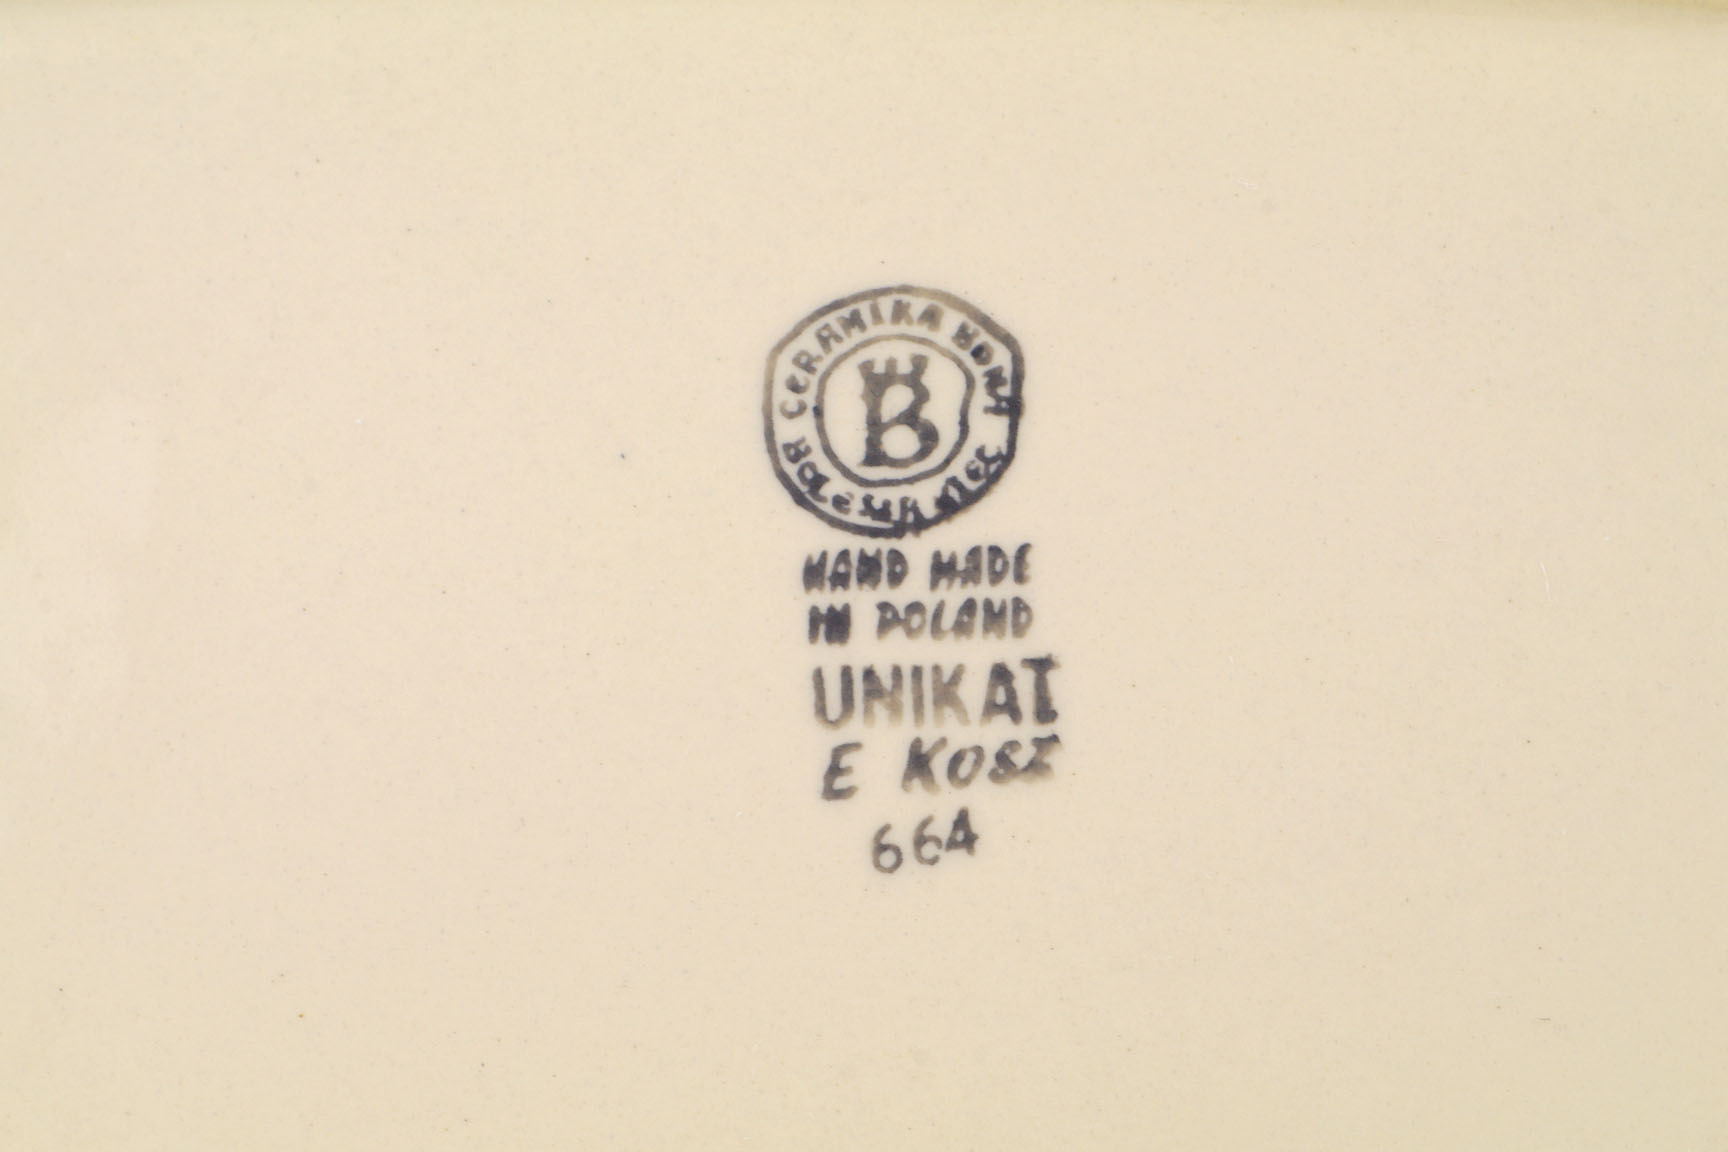 CERAMIKA BONA
BOLESŁAWIEC
B
HAND MADE
IN POLAND
UNIKAT
E KOSZ
664